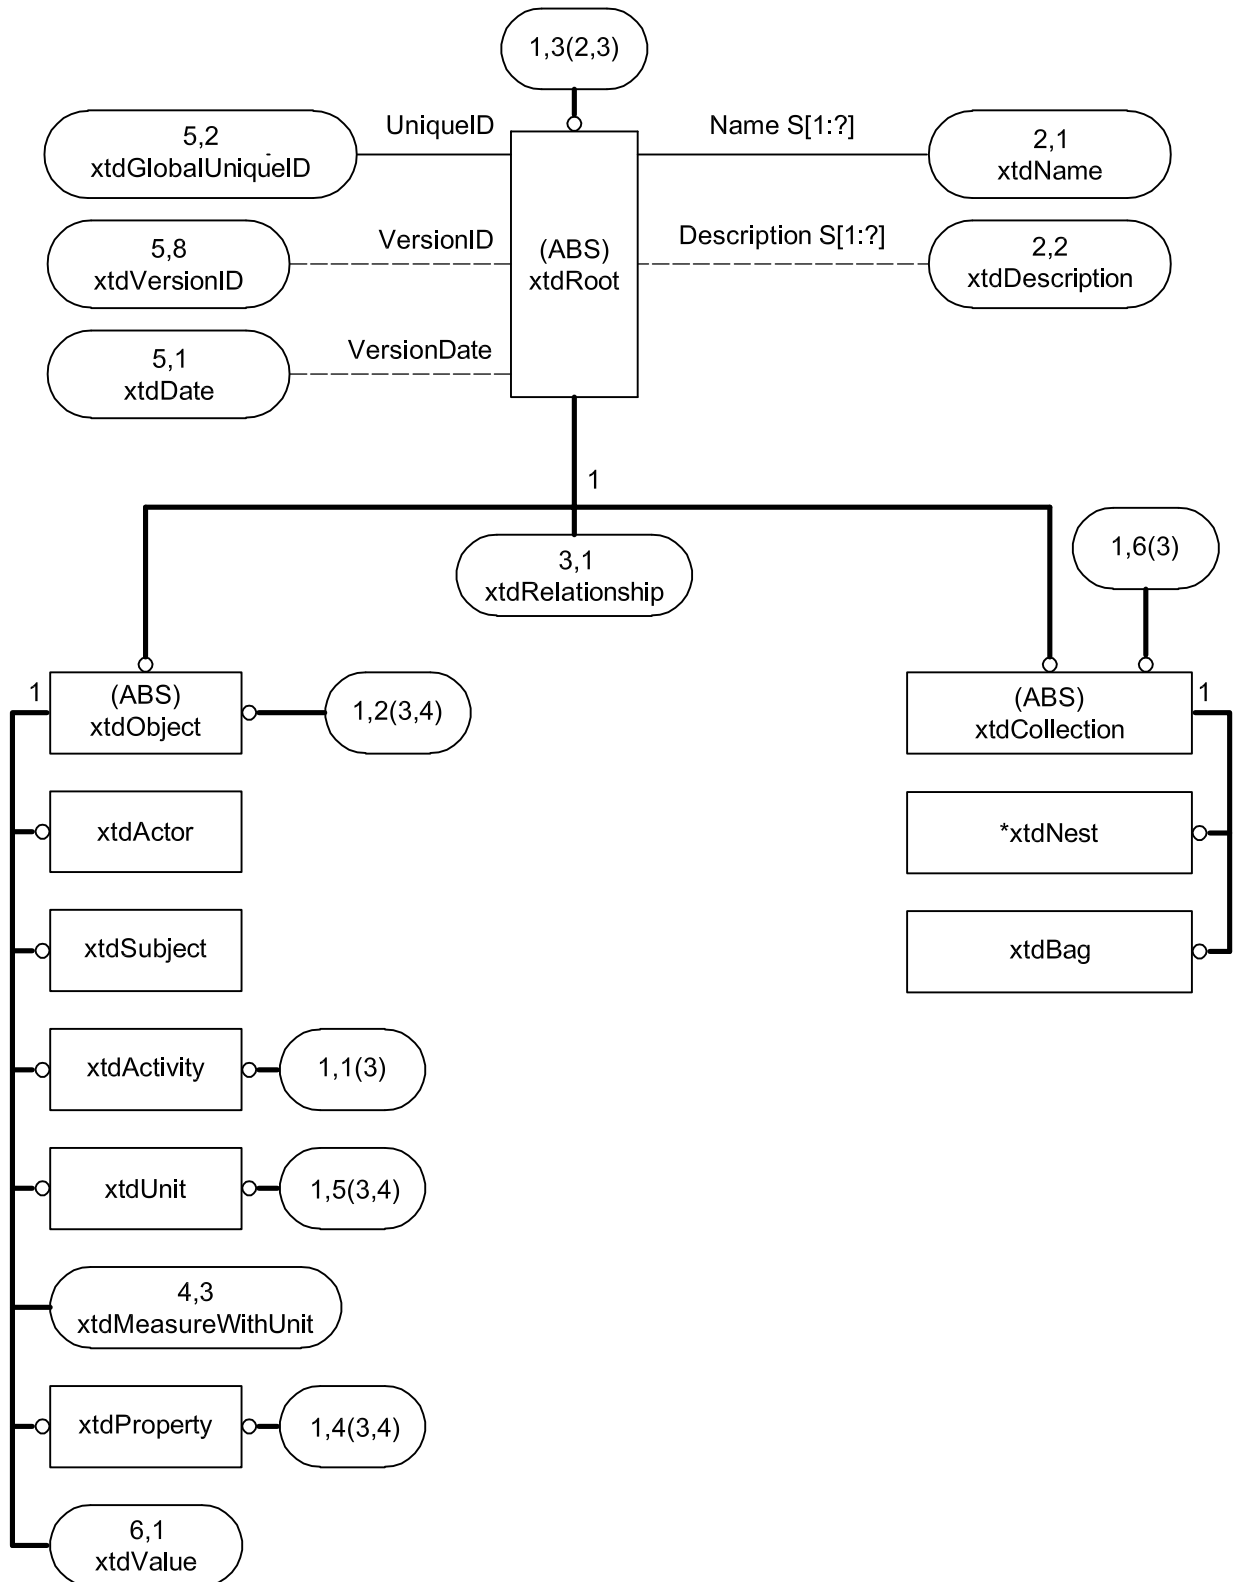 1,3(2,3)
5,2
xtdGlobalUniqueID
UniqueID
Name S[1:?]
2,1
xtdName
5,8
xtdVersionID
VersionID
(ABS)
xtdRoot
Description S[1:?]
2,2
xtdDescription
5,1
xtdDate
VersionDate
1
3,1
xtdRelationship
1,6(3)
1
(ABS)
xtdObject
1,2(3,4)
(ABS)
xtdCollection
1
xtdActor
*xtdNest
xtdSubject
xtdBag
xtdActivity
1,1(3)
xtdUnit
1,5(3,4)
4,3
xtdMeasureWithUnit
xtdProperty
1,4(3,4)
6,1
xtdValue